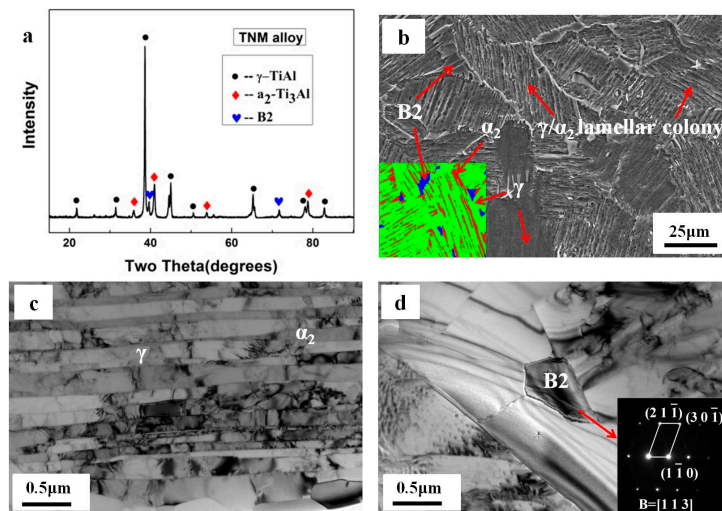 a
TNM alloy
● -- γ-TiAl
♦ -- a₂-Ti₃Al
♥ -- B2
Intensity
20 40 60 80
Two Theta(degrees)
b
B2
α₂
γ/α₂ lamellar colony
γ
25μm
c
α₂
γ
0.5μm
d
B2
(2 1 1̄)
(3 0 1̄)
(1 1̄ 0)
B=[1 1 3]
0.5μm